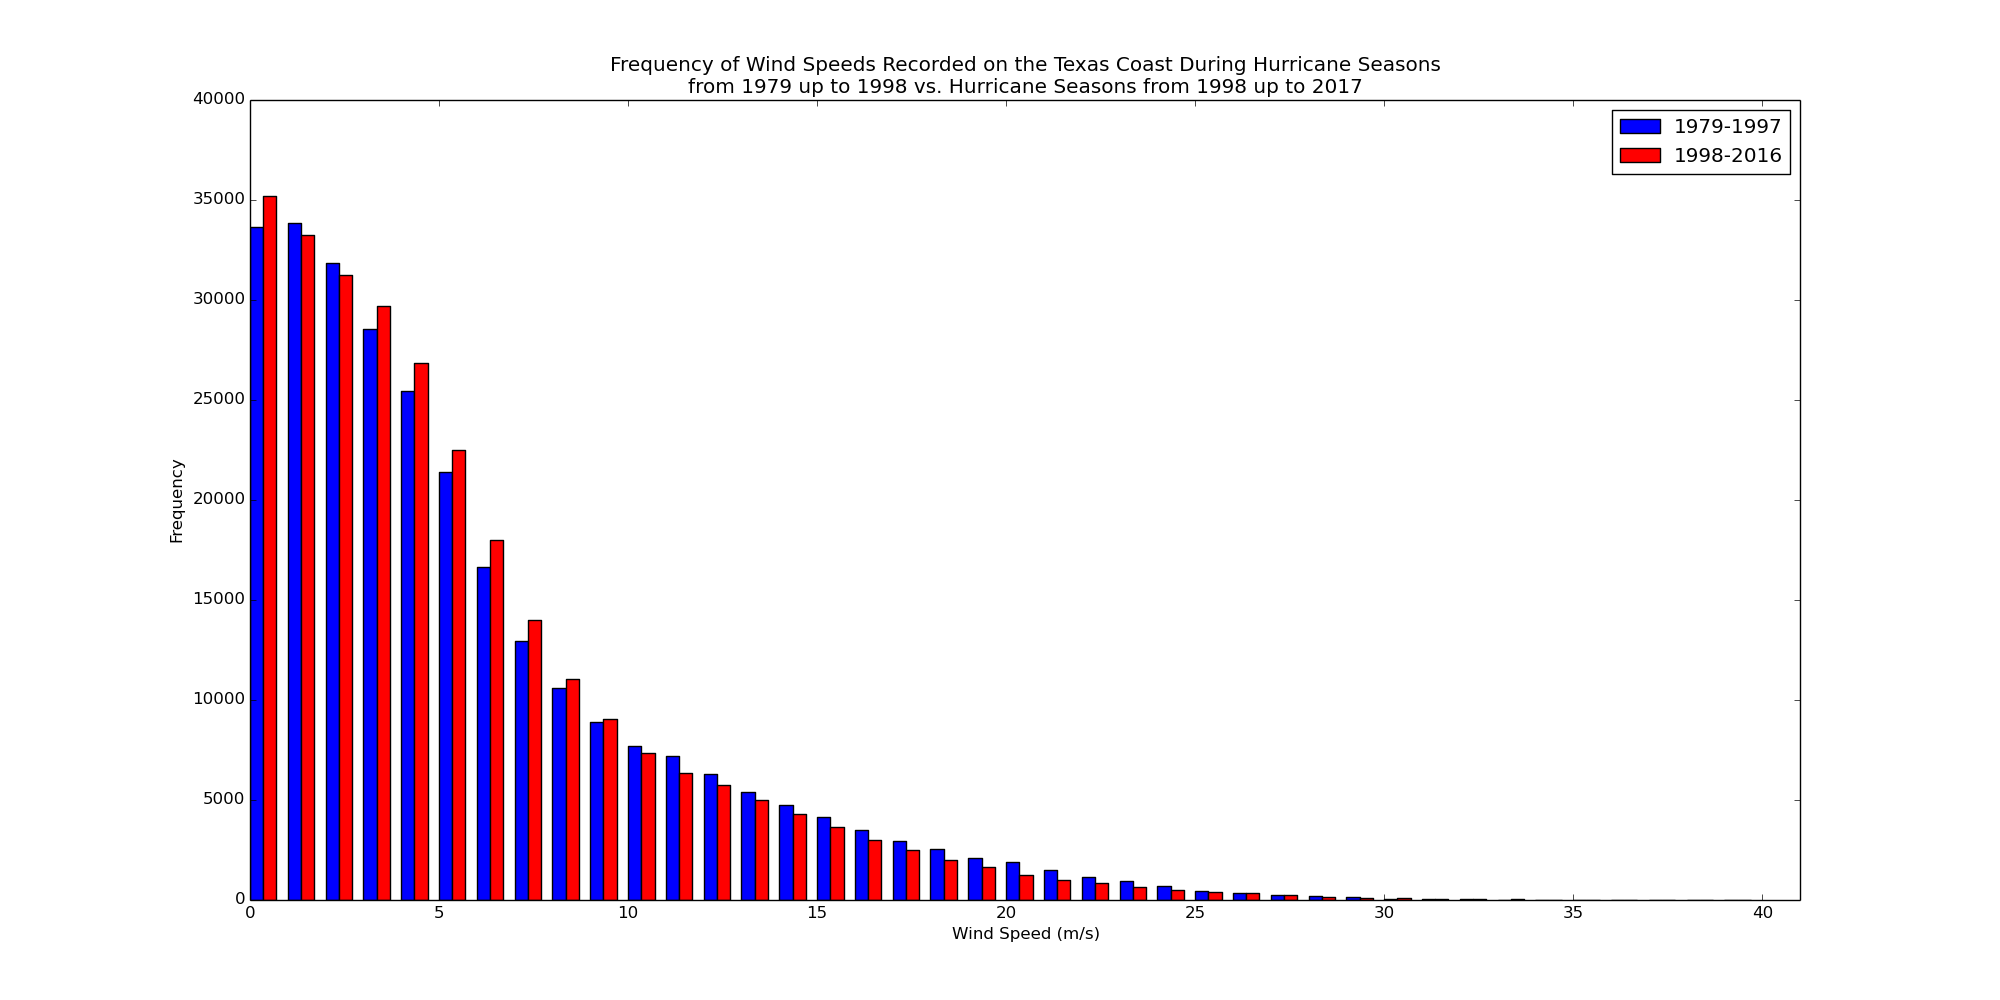 Frequency of Wind Speeds Recorded on the Texas Coast During Hurricane Seasons
from 1979 up to 1998 vs. Hurricane Seasons from 1998 up to 2017
40000
35000
30000
25000
20000
15000
10000
5000
0
Frequency
1979-1997
1998-2016
0 5 10 15 20 25 30 35 40
Wind Speed (m/s)